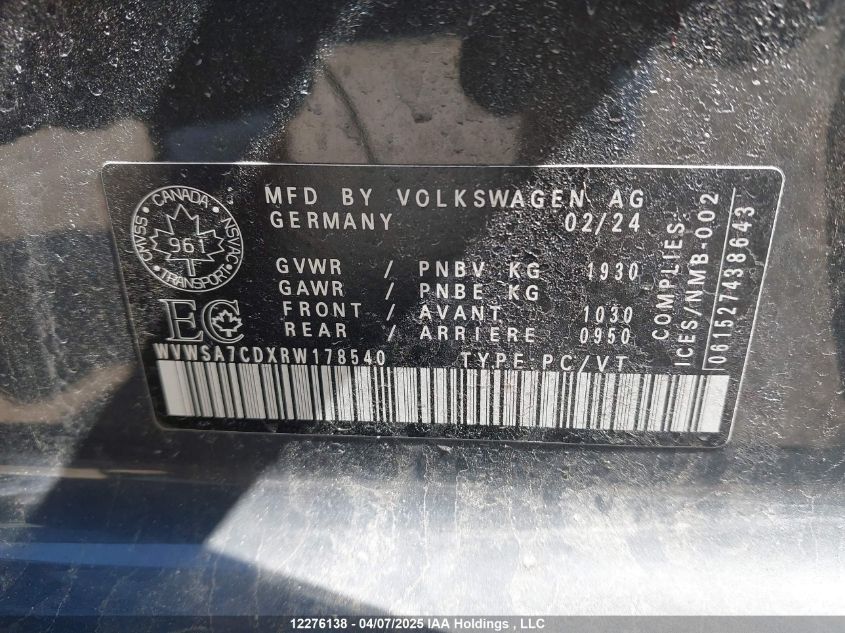 CANADA
CMVSS
NSVAC
961
TRANSPORT
EC
MFD BY VOLKSWAGEN AG
GERMANY 02/24
GVWR / PNBV KG 1930
GAWR / PNBE KG
FRONT / AVANT 1030
REAR / ARRIERE 0950
WVWSA7CDXRW178540 TYPE PC/VT
COMPLIES:
ICES/NMB-002
061527438643
12276138 - 04/07/2025 IAA Holdings , LLC